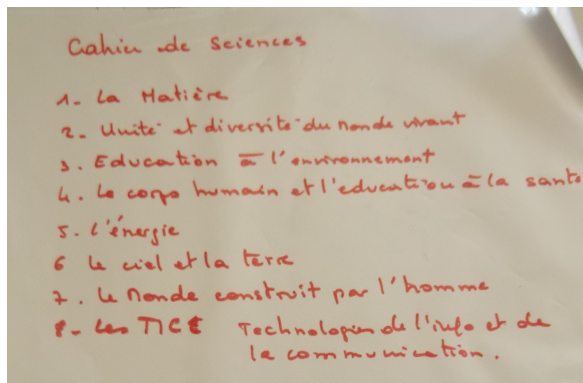 Cahier de Sciences
1- La Matière
2- Unité et diversité du monde vivant
3. Education à l'environnement
4. Le corps humain et l'education à la santé
5. L'énergie
6 Le ciel et la terre
7. Le Monde construit par l'homme
8- Les TICE Technologies de l'info et de
la communication.